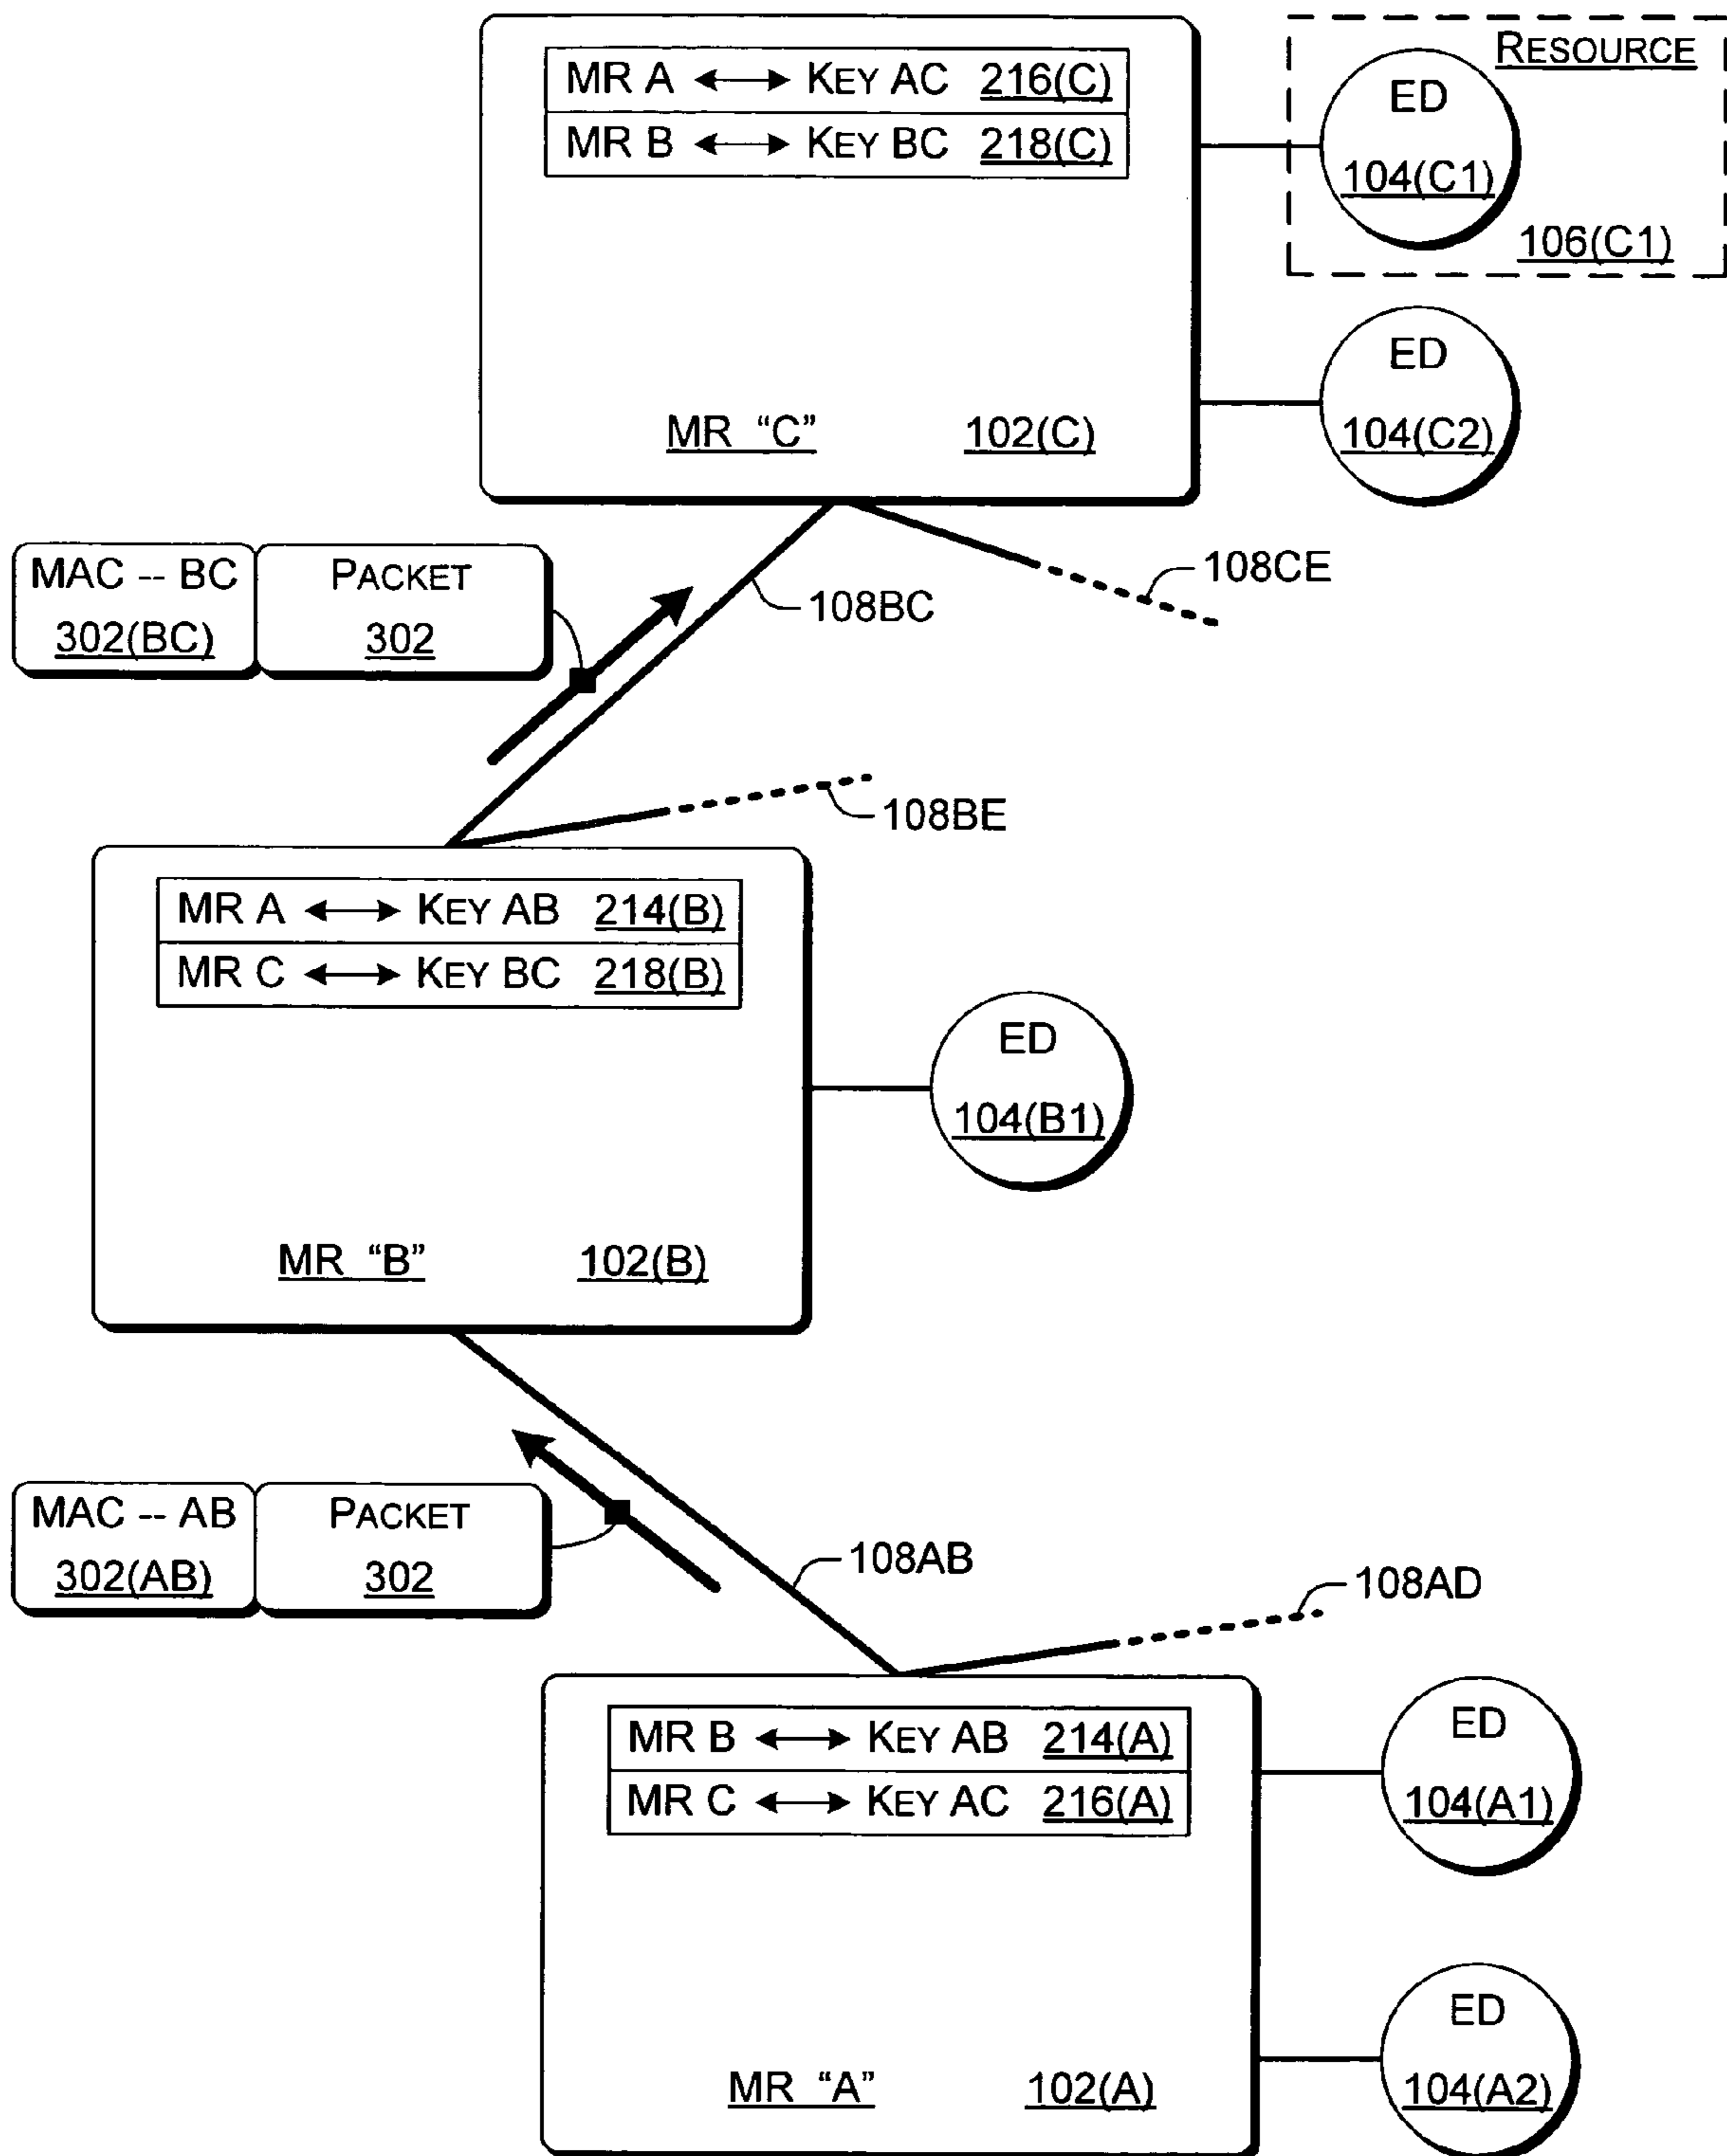 RESOURCE
MR A ⟷ KEY AC 216(C)
MR B ⟷ KEY BC 218(C)
ED
104(C1)
106(C1)
ED
104(C2)
MR “C” 102(C)
MAC -- BC
302(BC)
PACKET
302
108BC
108CE
108BE
MR A ⟷ KEY AB 214(B)
MR C ⟷ KEY BC 218(B)
ED
104(B1)
MR “B” 102(B)
MAC -- AB
302(AB)
PACKET
302
108AB
108AD
MR B ⟷ KEY AB 214(A)
MR C ⟷ KEY AC 216(A)
ED
104(A1)
ED
104(A2)
MR “A” 102(A)